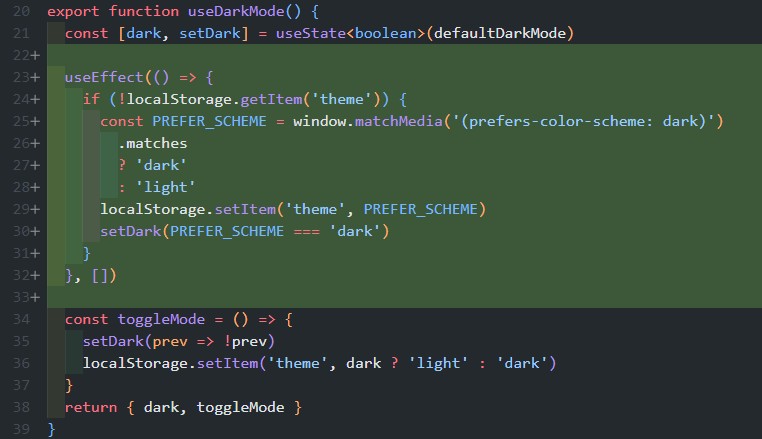 20 export function useDarkMode() {
21 const [dark, setDark] = useState<boolean>(defaultDarkMode)
22+
23+ useEffect(() => {
24+ if (!localStorage.getItem('theme')) {
25+ const PREFER_SCHEME = window.matchMedia('(prefers-color-scheme: dark)')
26+ .matches
27+ ? 'dark'
28+ : 'light'
29+ localStorage.setItem('theme', PREFER_SCHEME)
30+ setDark(PREFER_SCHEME === 'dark')
31+ }
32+ }, [])
33+
34 const toggleMode = () => {
35 setDark(prev => !prev)
36 localStorage.setItem('theme', dark ? 'light' : 'dark')
37 }
38 return { dark, toggleMode }
39 }